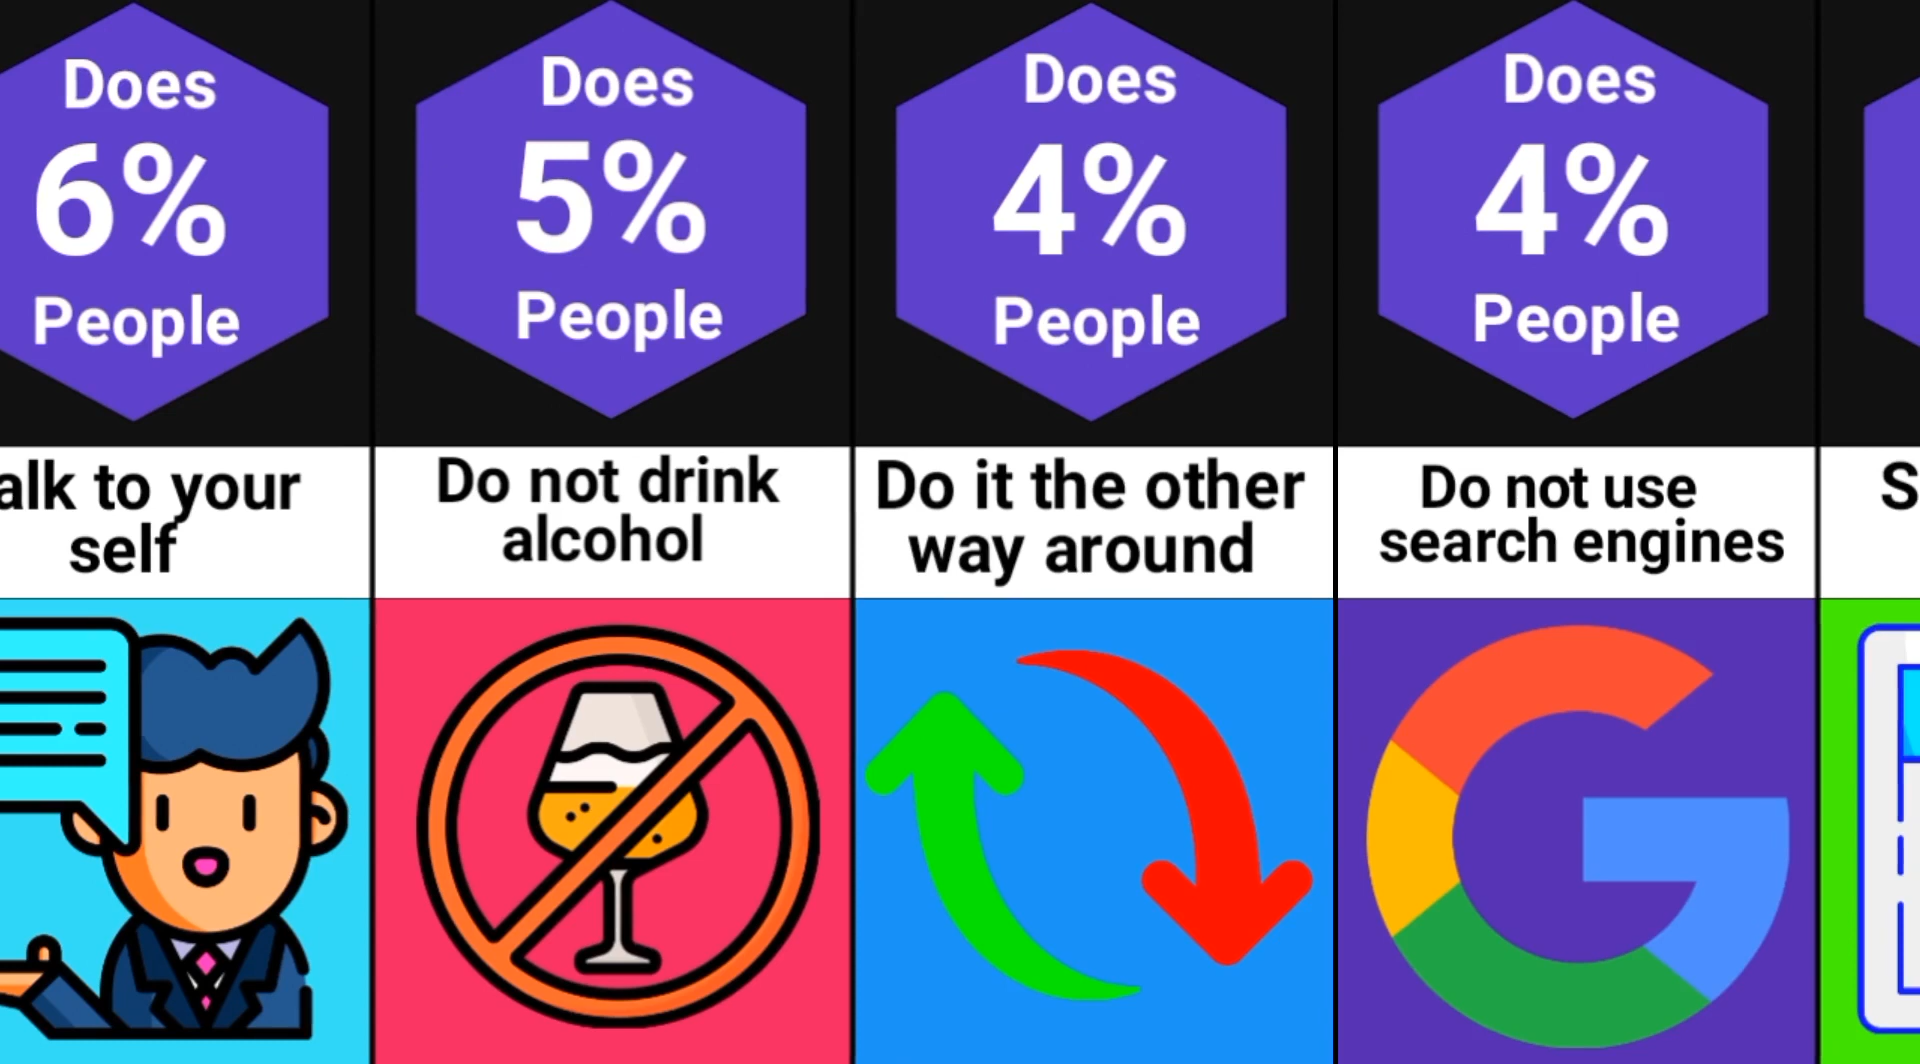 Does
6%
People
alk to your
self
Does
5%
People
Do not drink
alcohol
Does
4%
People
Do it the other
way around
Does
4%
People
Do not use
search engines
S